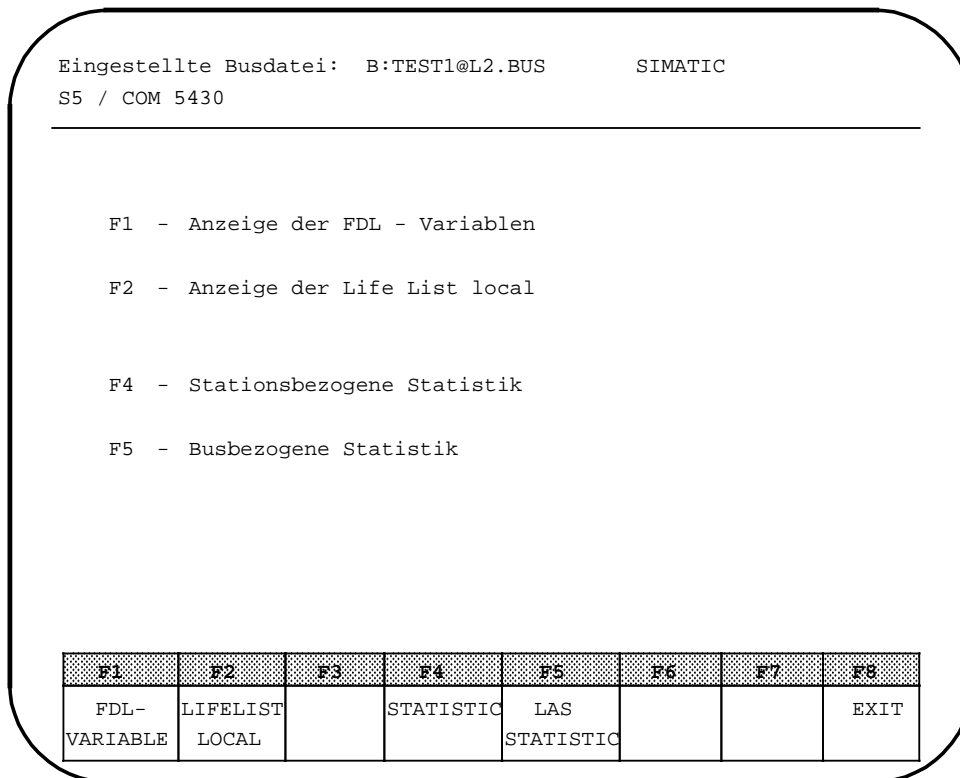 Eingestellte Busdatei: B:TEST1@L2.BUS SIMATIC
S5 / COM 5430
F1 - Anzeige der FDL - Variablen
F2 - Anzeige der Life List local
F4 - Stationsbezogene Statistik
F5 - Busbezogene Statistik
F1 F2 F3 F4 F5 F6 F7 F8
FDL- LIFELIST STATISTIC LAS EXIT
VARIABLE LOCAL STATISTIC